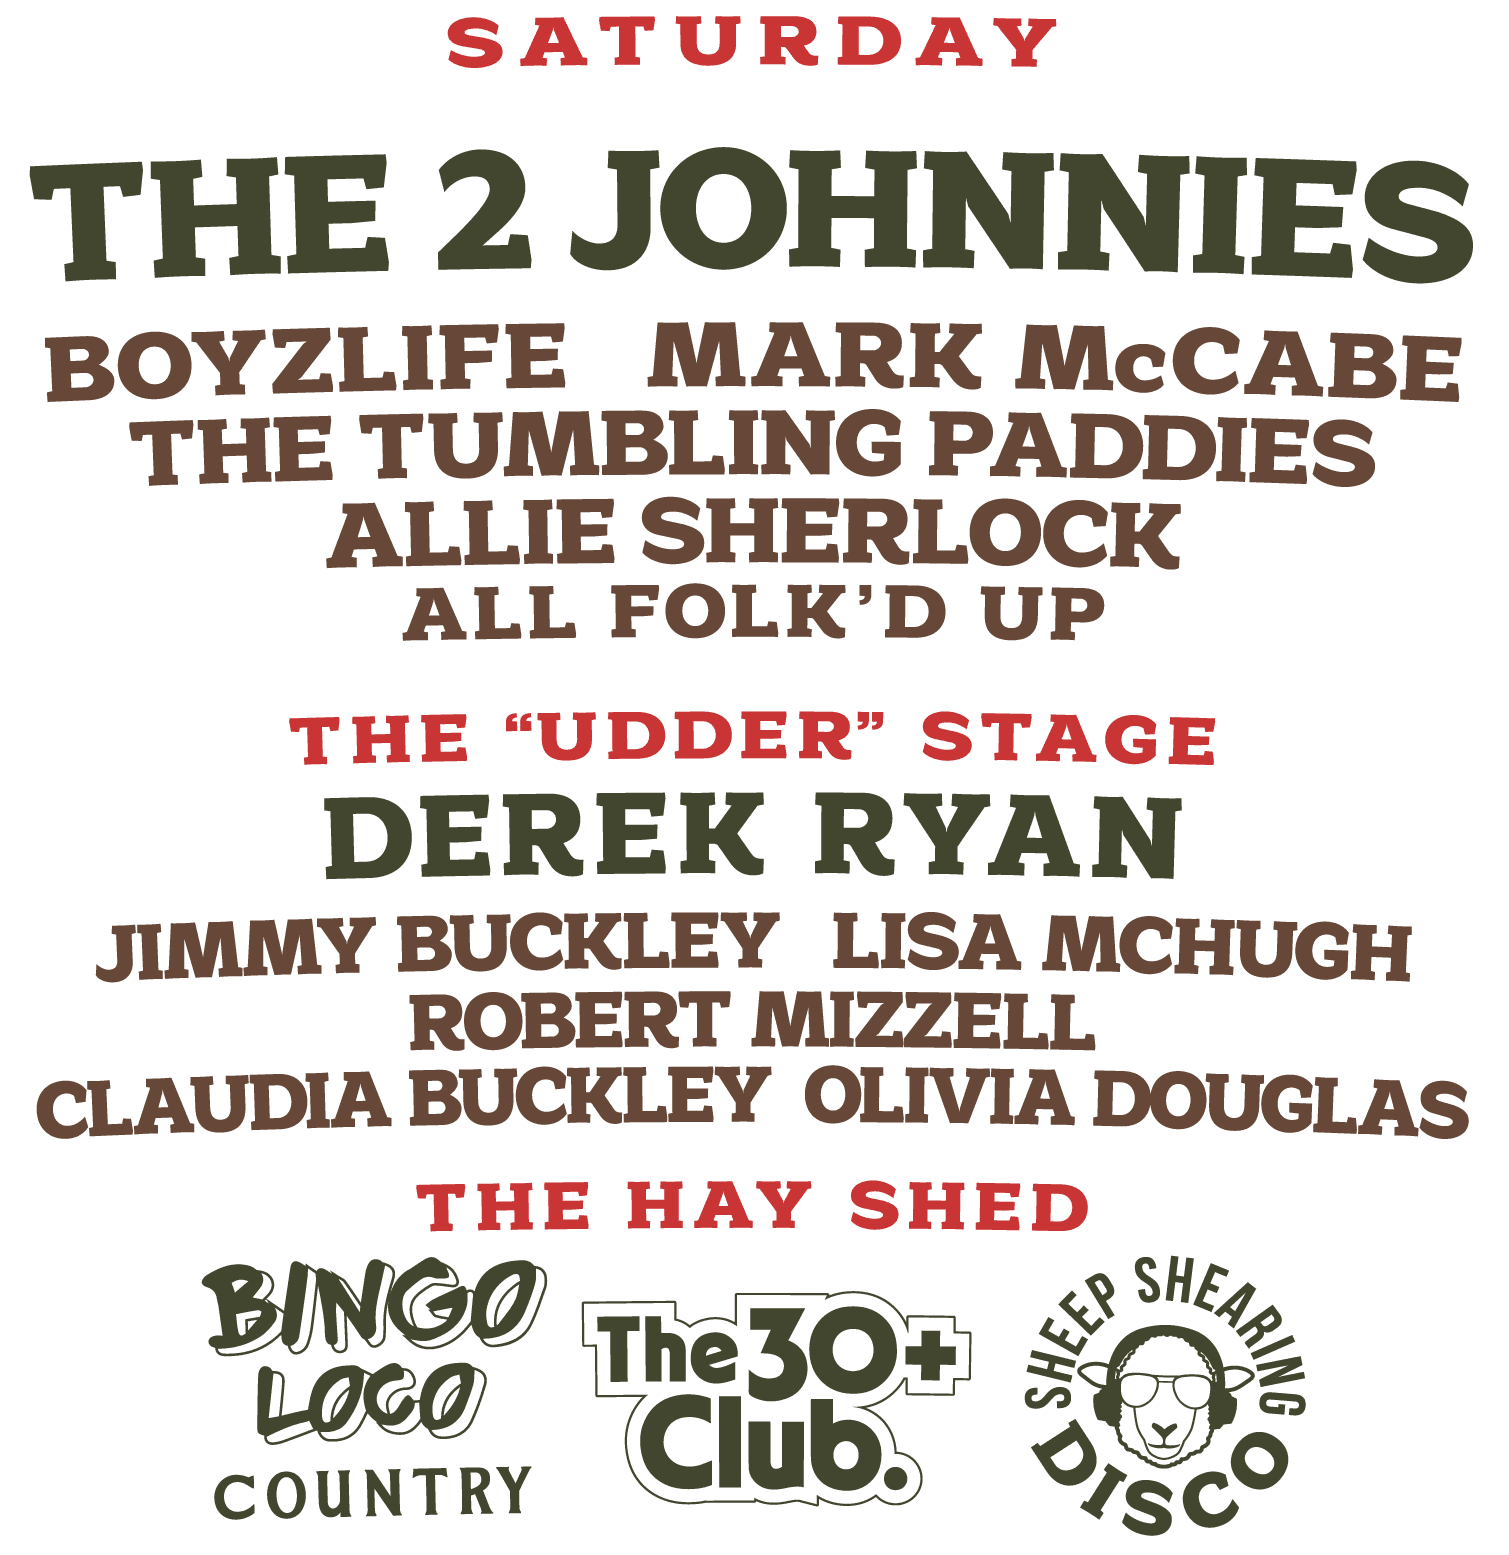 SATURDAY
THE 2 JOHNNIES
BOYZLIFE MARK McCABE
THE TUMBLING PADDIES
ALLIE SHERLOCK
ALL FOLK’D UP
THE “UDDER” STAGE
DEREK RYAN
JIMMY BUCKLEY LISA MCHUGH
ROBERT MIZZELL
CLAUDIA BUCKLEY OLIVIA DOUGLAS
THE HAY SHED
BINGO
LOCO
COUNTRY
The 30+
Club.
SHEEP SHEARING
DISCO